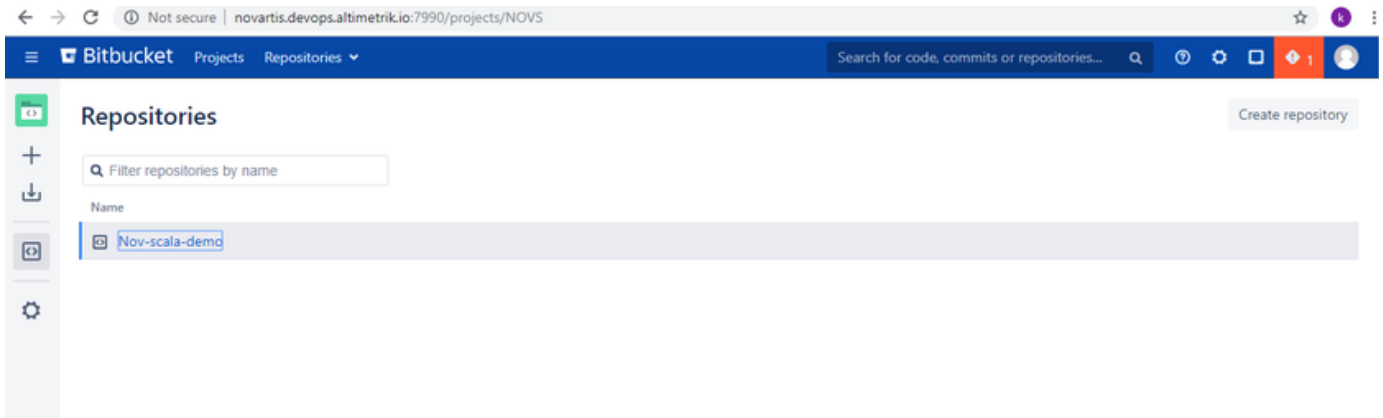 Not secure | novartis.devops.altimetrik.io:7990/projects/NOVS
k
Bitbucket Projects Repositories Search for code, commits or repositories... 1
Repositories
Create repository
Filter repositories by name
Name
Nov-scala-demo